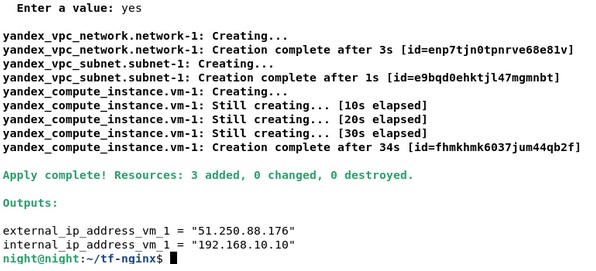 Enter a value: yes
yandex_vpc_network.network-1: Creating...
yandex_vpc_network.network-1: Creation complete after 3s [id=enp7tjn0tpnrve68e81v]
yandex_vpc_subnet.subnet-1: Creating...
yandex_vpc_subnet.subnet-1: Creation complete after 1s [id=e9bqd0ehktjl47mgmnbt]
yandex_compute_instance.vm-1: Creating...
yandex_compute_instance.vm-1: Still creating... [10s elapsed]
yandex_compute_instance.vm-1: Still creating... [20s elapsed]
yandex_compute_instance.vm-1: Still creating... [30s elapsed]
yandex_compute_instance.vm-1: Creation complete after 34s [id=fhmkhmk6037jum44qb2f]
Apply complete! Resources: 3 added, 0 changed, 0 destroyed.
Outputs:
external_ip_address_vm_1 = "51.250.88.176"
internal_ip_address_vm_1 = "192.168.10.10"
night@night:~/tf-nginx$